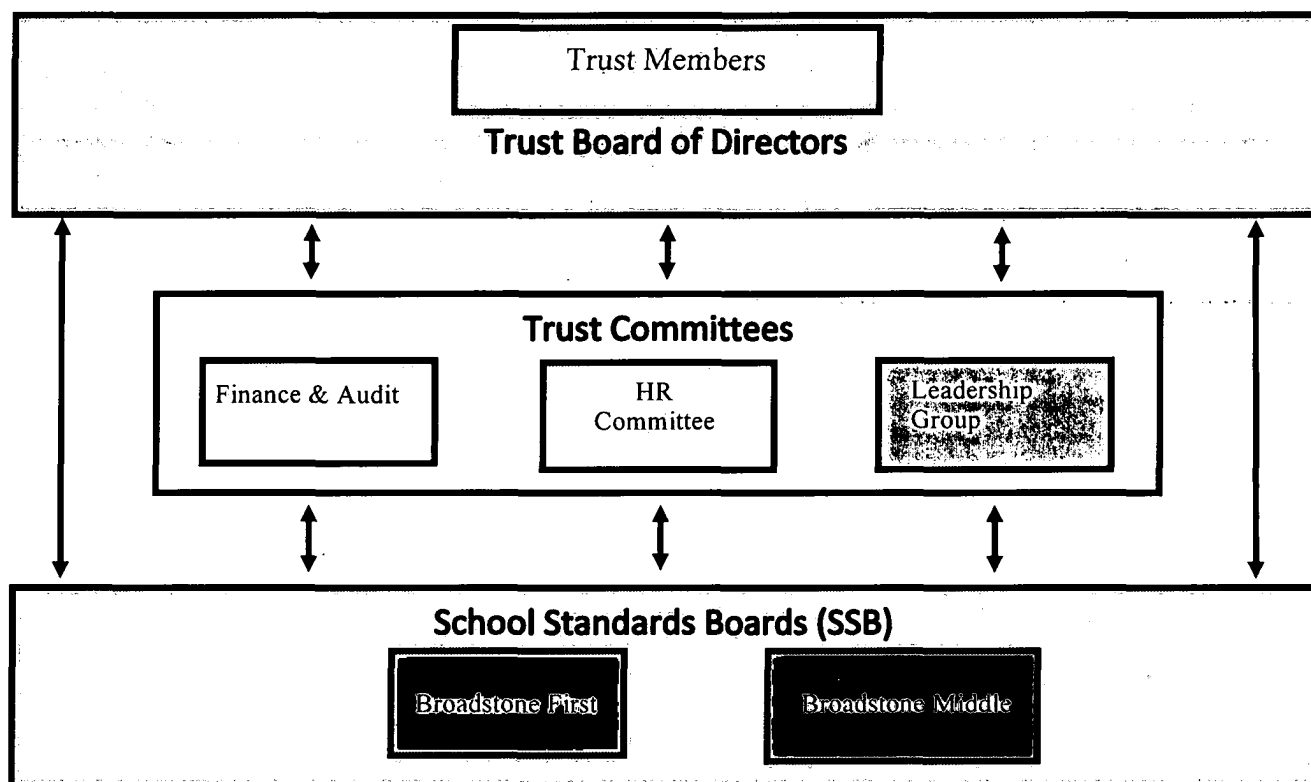 Trust Members
Trust Board of Directors
Trust Committees
Finance & Audit
HR
Committee
Leadership
Group
School Standards Boards (SSB)
Broadstone First
Broadstone Middle